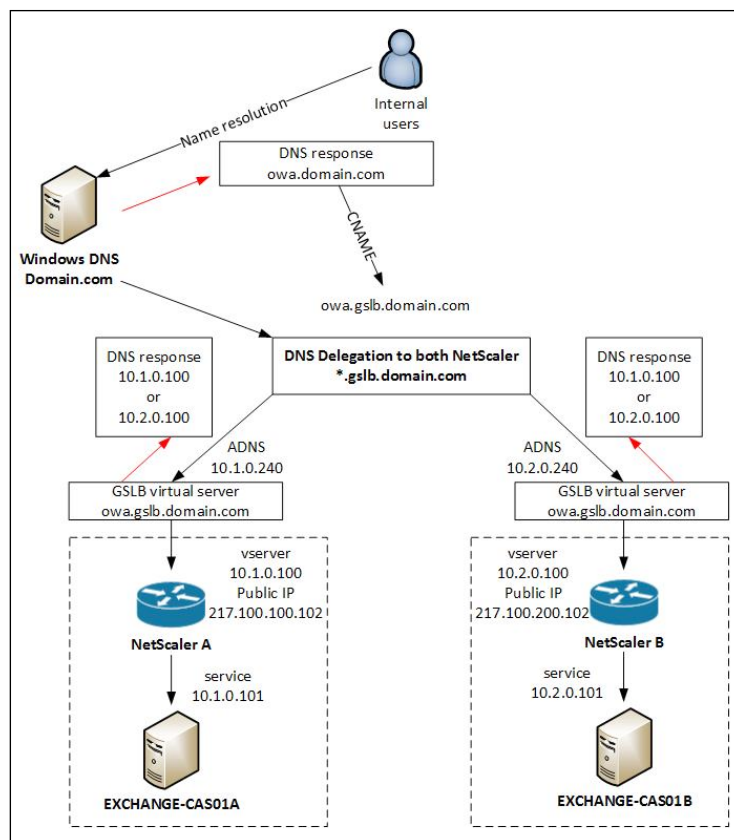 Internal
users
Name resolution
DNS response
owa.domain.com
CNAME
Windows DNS
Domain.com
owa.gslb.domain.com
DNS response
10.1.0.100
or
10.2.0.100
DNS Delegation to both NetScaler
*.gslb.domain.com
DNS response
10.1.0.100
or
10.2.0.100
ADNS
10.1.0.240
ADNS
10.2.0.240
GSLB virtual server
owa.gslb.domain.com
GSLB virtual server
owa.gslb.domain.com
vserver
10.1.0.100
Public IP
217.100.100.102
NetScaler A
service
10.1.0.101
EXCHANGE-CAS01A
vserver
10.2.0.100
Public IP
217.100.200.102
NetScaler B
service
10.2.0.101
EXCHANGE-CAS01B